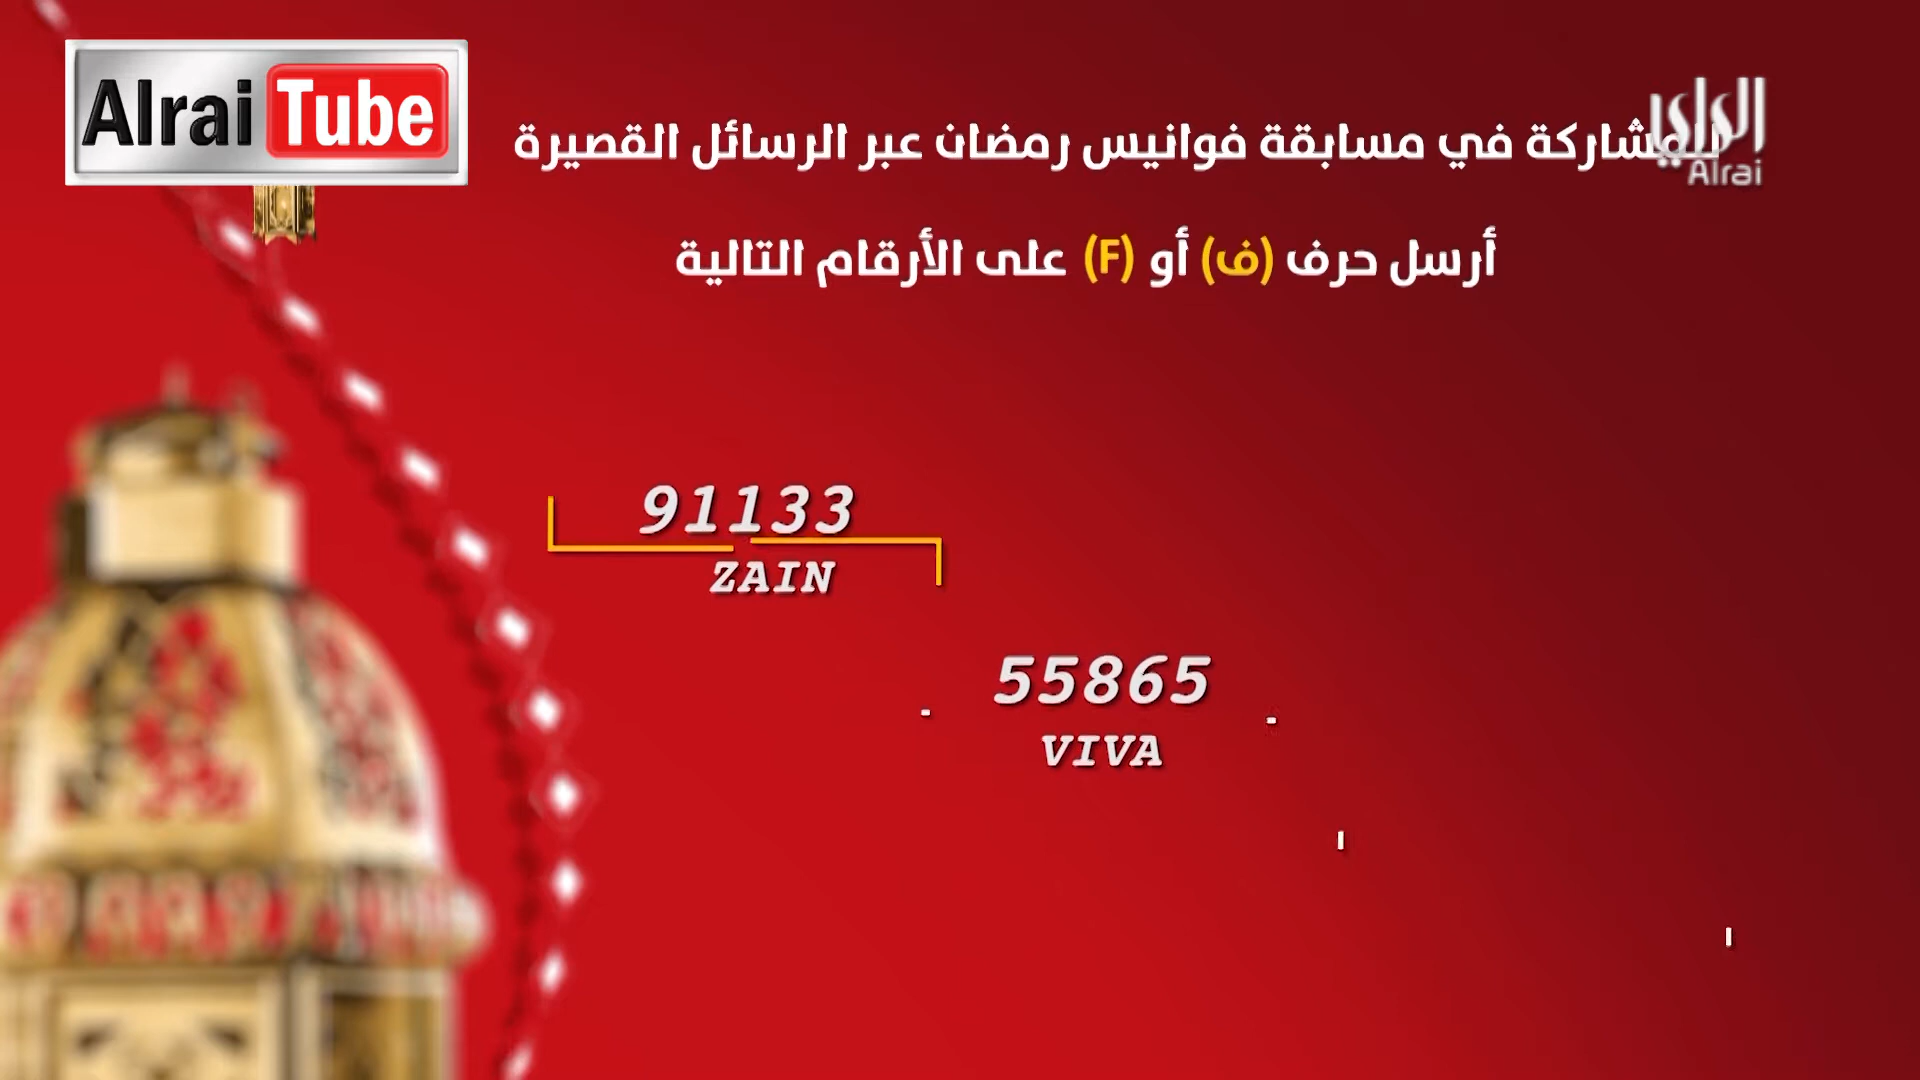 Alrai Tube
الراي
Alrai
للمشاركة في مسابقة فوانيس رمضان عبر الرسائل القصيرة
أرسل حرف (ف) أو (F) على الأرقام التالية
91133
ZAIN
55865
VIVA